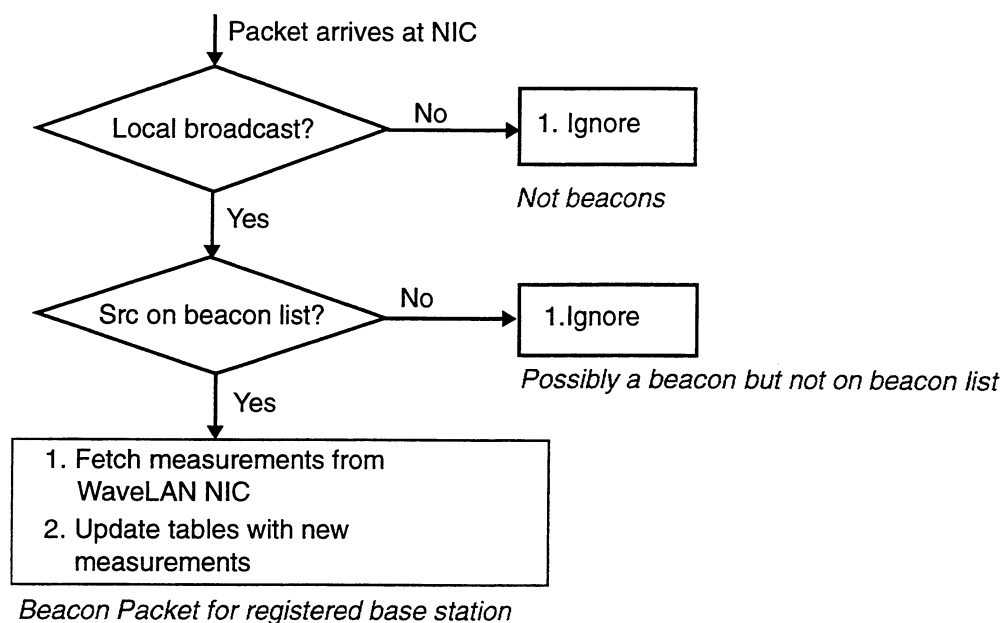 Packet arrives at NIC
Local broadcast?
No
1. Ignore
Not beacons
Yes
Src on beacon list?
No
1.Ignore
Possibly a beacon but not on beacon list
Yes
1. Fetch measurements from
WaveLAN NIC
2. Update tables with new
measurements
Beacon Packet for registered base station